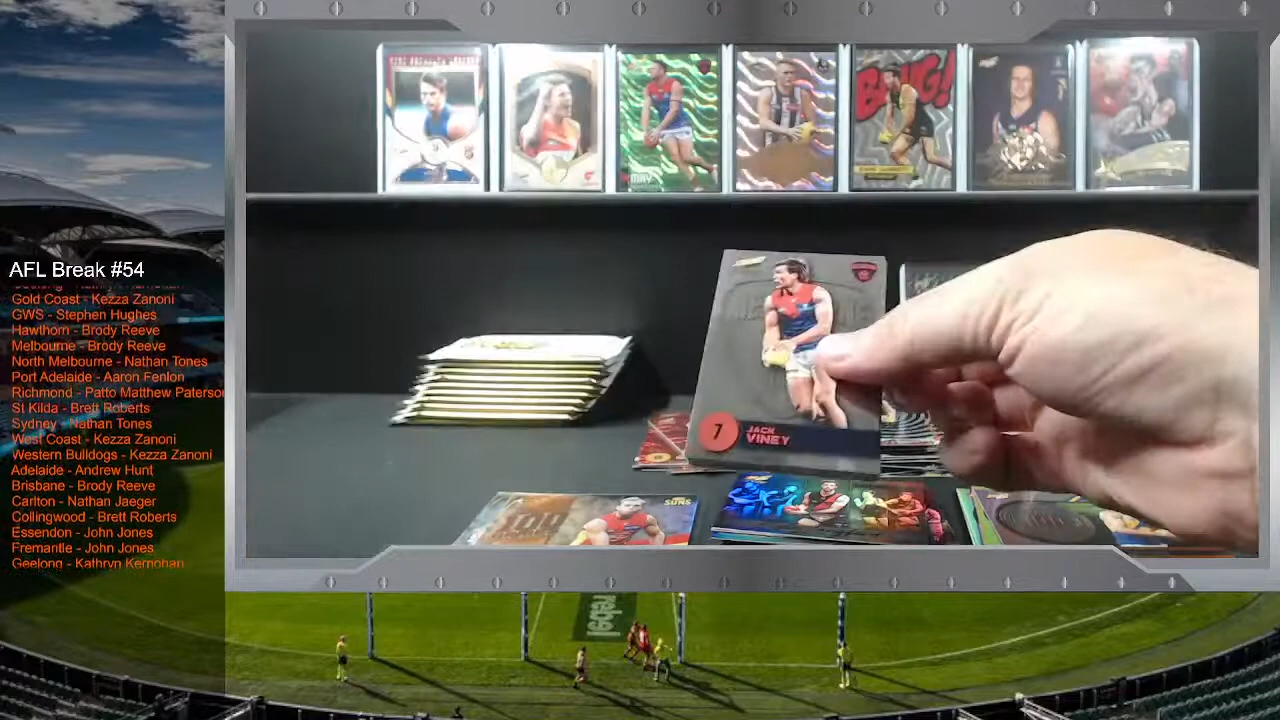 AFL Break #54
Gold Coast - Kezza Zanoni
GWS - Stephen Hughes
Hawthorn - Brody Reeve
Melbourne - Brody Reeve
North Melbourne - Nathan Tones
Port Adelaide - Aaron Fenlon
Richmond - Patto Matthew Paterso
St Kilda - Brett Roberts
Sydney - Nathan Tones
West Coast - Kezza Zanoni
Western Bulldogs - Kezza Zanoni
Adelaide - Andrew Hunt
Brisbane - Brody Reeve
Carlton - Nathan Jaeger
Collingwood - Brett Roberts
Essendon - John Jones
Fremantle - John Jones
Geelong - Kathryn Kernohan
MAY
7
JACK
VINEY
100
SUNS
rebel